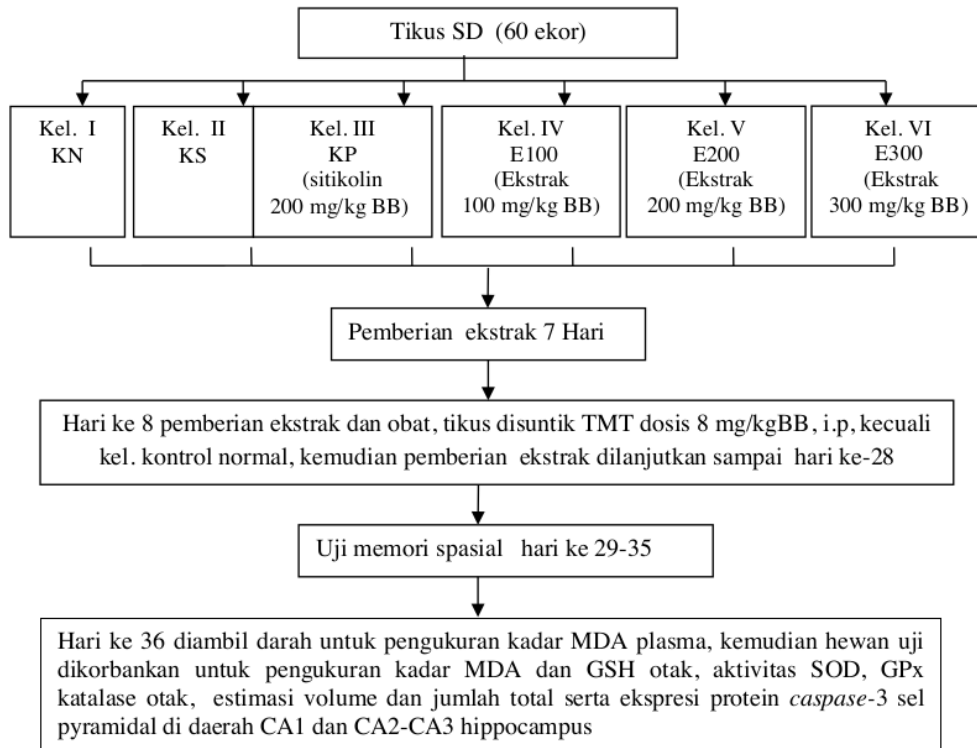 Tikus SD (60 ekor)
Kel. I
KN
Kel. II
KS
Kel. III
KP
(sitikolin
200 mg/kg BB)
Kel. IV
E100
(Ekstrak
100 mg/kg BB)
Kel. V
E200
(Ekstrak
200 mg/kg BB)
Kel. VI
E300
(Ekstrak
300 mg/kg BB)
Pemberian ekstrak 7 Hari
Hari ke 8 pemberian ekstrak dan obat, tikus disuntik TMT dosis 8 mg/kgBB, i.p, kecuali
kel. kontrol normal, kemudian pemberian ekstrak dilanjutkan sampai hari ke-28
Uji memori spasial hari ke 29-35
Hari ke 36 diambil darah untuk pengukuran kadar MDA plasma, kemudian hewan uji
dikorbankan untuk pengukuran kadar MDA dan GSH otak, aktivitas SOD, GPx
katalase otak, estimasi volume dan jumlah total serta ekspresi protein caspase-3 sel
pyramidal di daerah CA1 dan CA2-CA3 hippocampus